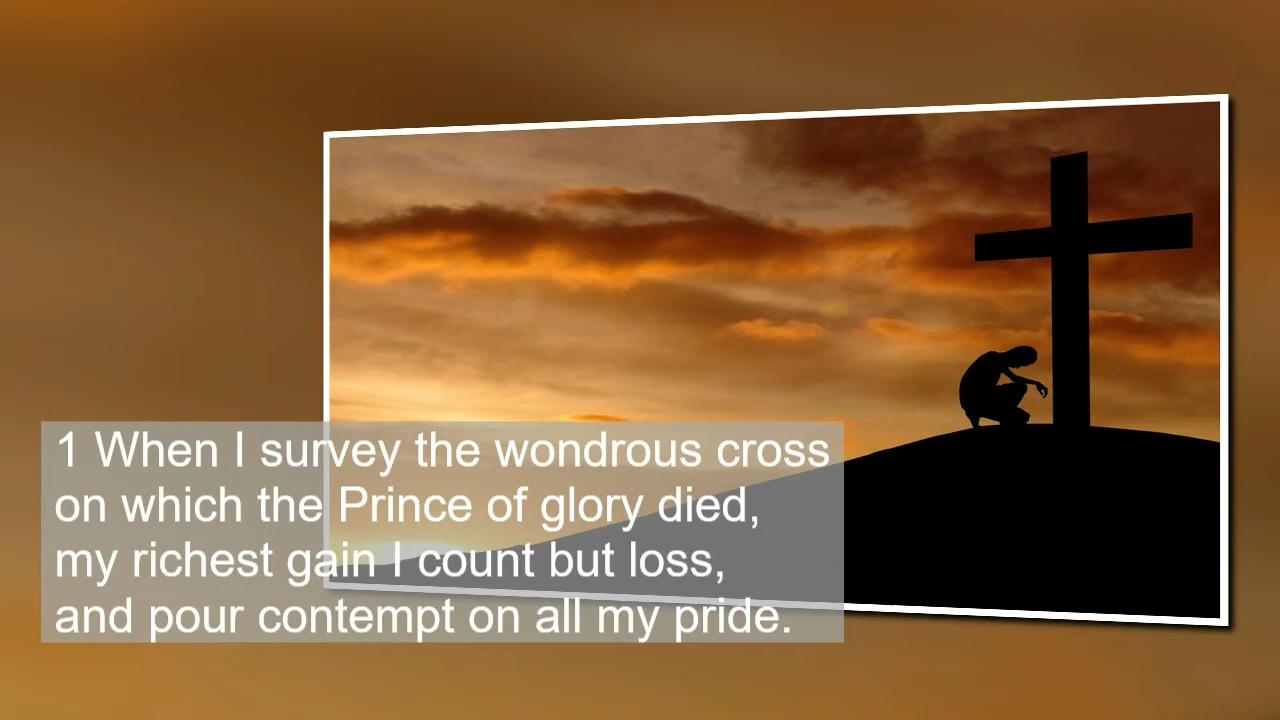 1 When I survey the wondrous cross
on which the Prince of glory died,
my richest gain I count but loss,
and pour contempt on all my pride.